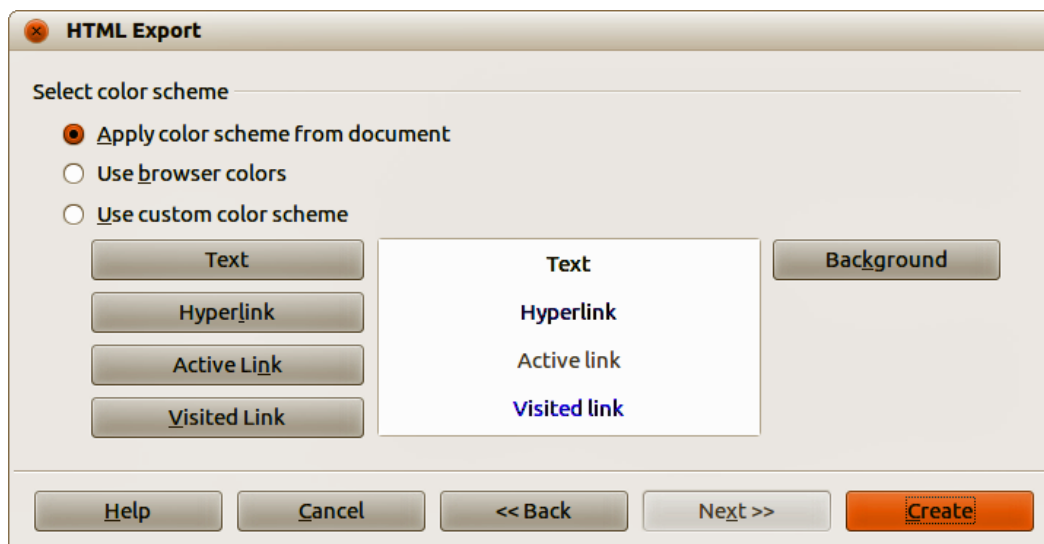 HTML Export
Select color scheme
Apply color scheme from document
Use browser colors
Use custom color scheme
Text Text Background
Hyperlink Hyperlink
Active Link Active link
Visited Link Visited link
Help Cancel << Back Next >> Create